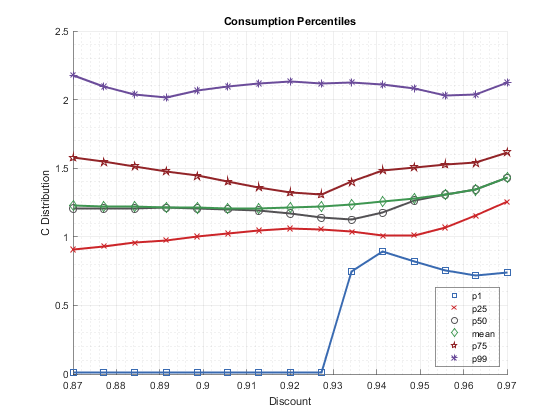 Consumption Percentiles
2.5
2
1.5
1
0.5
0
C Distribution
0.87 0.88 0.89 0.9 0.91 0.92 0.93 0.94 0.95 0.96 0.97
Discount
p1
p25
p50
mean
p75
p99